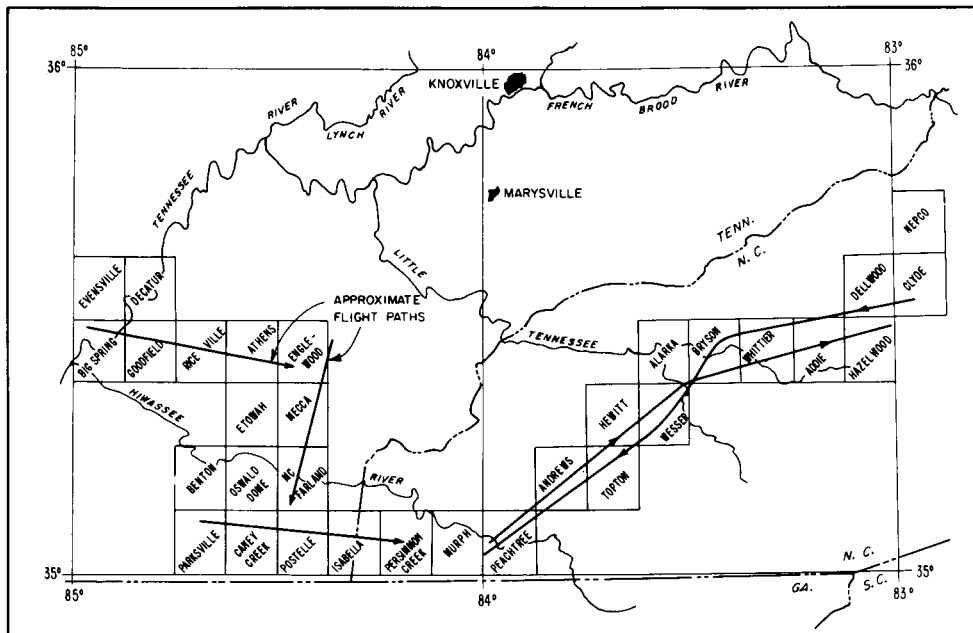 85°
84°
83°
36°
36°
KNOXVILLE
RIVER
LYNCH
RIVER
FRENCH
BROOD
RIVER
MARYSVILLE
TENNESSEE
TENN.
N. C.
NEPCO
LITTLE
EVENSVILLE
DECATUR
DELLWOOD
CLYDE
APPROXIMATE
FLIGHT PATHS
TENNESSEE
BIG SPRING
GOODFIELD
RICE VILLE
ATHENS
ENGLE-
WOOD
ALARKA
BRYSON
WHITTIER
ADDIE
HAZELWOOD
HIWASSEE
ETOWAH
MECCA
HEWITT
WESSER
BENTON
OSWALD
DOME
MC
FARLAND
RIVER
ANDREWS
TOPTON
PARKSVILLE
CANEY
CREEK
POSTELLE
ISABELLA
PERSIMMON
CREEK
MURPH
PEACHTREE
N. C.
35°
35°
GA.
S.C.
85°
84°
83°